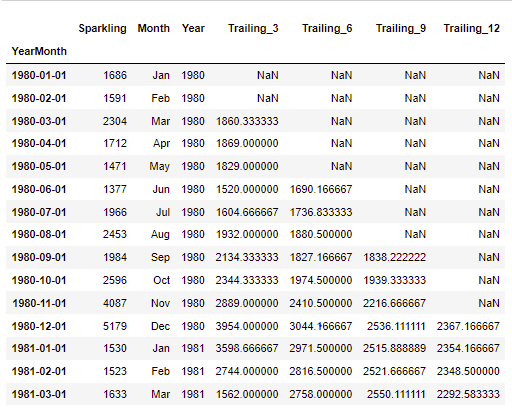 Sparkling Month Year Trailing_3 Trailing_6 Trailing_9 Trailing_12
YearMonth
1980-01-01 1686 Jan 1980 NaN NaN NaN NaN
1980-02-01 1591 Feb 1980 NaN NaN NaN NaN
1980-03-01 2304 Mar 1980 1860.333333 NaN NaN NaN
1980-04-01 1712 Apr 1980 1869.000000 NaN NaN NaN
1980-05-01 1471 May 1980 1829.000000 NaN NaN NaN
1980-06-01 1377 Jun 1980 1520.000000 1690.166667 NaN NaN
1980-07-01 1966 Jul 1980 1604.666667 1736.833333 NaN NaN
1980-08-01 2453 Aug 1980 1932.000000 1880.500000 NaN NaN
1980-09-01 1984 Sep 1980 2134.333333 1827.166667 1838.222222 NaN
1980-10-01 2596 Oct 1980 2344.333333 1974.500000 1939.333333 NaN
1980-11-01 4087 Nov 1980 2889.000000 2410.500000 2216.666667 NaN
1980-12-01 5179 Dec 1980 3954.000000 3044.166667 2536.111111 2367.166667
1981-01-01 1530 Jan 1981 3598.666667 2971.500000 2515.888889 2354.166667
1981-02-01 1523 Feb 1981 2744.000000 2816.500000 2521.666667 2348.500000
1981-03-01 1633 Mar 1981 1562.000000 2758.000000 2550.111111 2292.583333